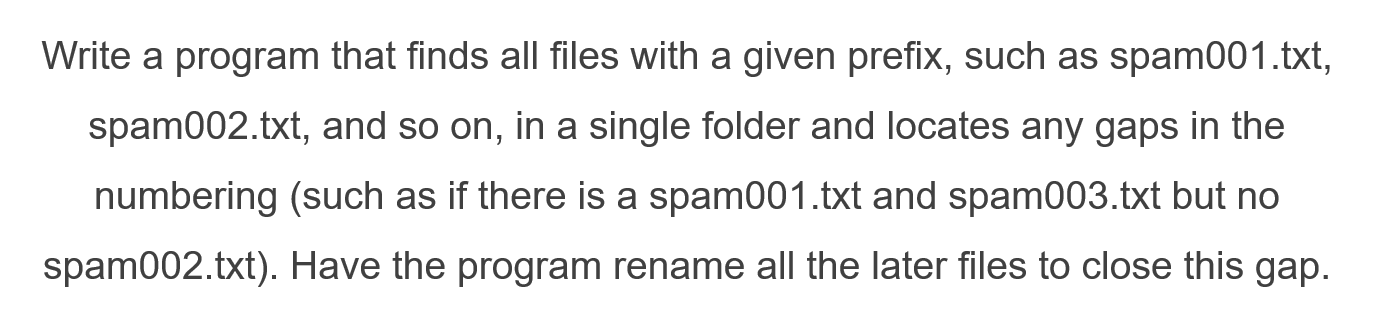 Write a program that finds all files with a given prefix, such as spam001.txt,
spam002.txt, and so on, in a single folder and locates any gaps in the
numbering (such as if there is a spam001.txt and spam003.txt but no
spam002.txt). Have the program rename all the later files to close this gap.